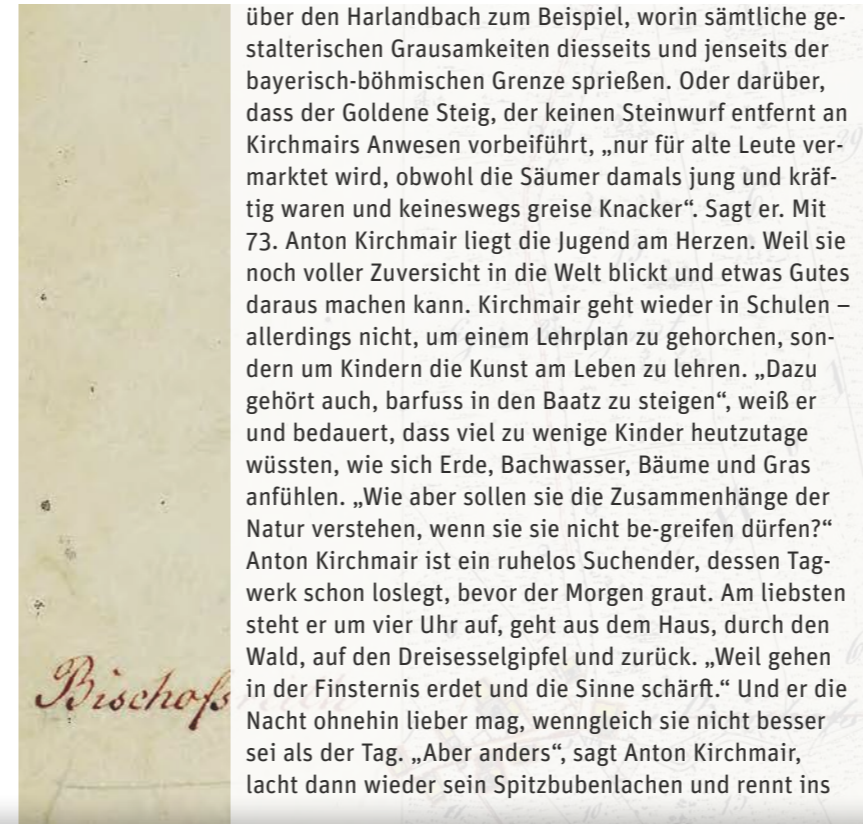 über den Harlandbach zum Beispiel, worin sämtliche ge-
stalterischen Grausamkeiten diesseits und jenseits der
bayerisch-böhmischen Grenze sprießen. Oder darüber,
dass der Goldene Steig, der keinen Steinwurf entfernt an
Kirchmairs Anwesen vorbeiführt, „nur für alte Leute ver-
marktet wird, obwohl die Säumer damals jung und kräf-
tig waren und keineswegs greise Knacker“. Sagt er. Mit
73. Anton Kirchmair liegt die Jugend am Herzen. Weil sie
noch voller Zuversicht in die Welt blickt und etwas Gutes
daraus machen kann. Kirchmair geht wieder in Schulen –
allerdings nicht, um einem Lehrplan zu gehorchen, son-
dern um Kindern die Kunst am Leben zu lehren. „Dazu
gehört auch, barfuss in den Baatz zu steigen“, weiß er
und bedauert, dass viel zu wenige Kinder heutzutage
wüssten, wie sich Erde, Bachwasser, Bäume und Gras
anfühlen. „Wie aber sollen sie die Zusammenhänge der
Natur verstehen, wenn sie sie nicht be-greifen dürfen?“
Anton Kirchmair ist ein ruhelos Suchender, dessen Tag-
werk schon loslegt, bevor der Morgen graut. Am liebsten
steht er um vier Uhr auf, geht aus dem Haus, durch den
Wald, auf den Dreisesselgipfel und zurück. „Weil gehen
in der Finsternis erdet und die Sinne schärft.“ Und er die
Nacht ohnehin lieber mag, wenngleich sie nicht besser
sei als der Tag. „Aber anders“, sagt Anton Kirchmair,
lacht dann wieder sein Spitzbubenlachen und rennt ins
Bischofsreich